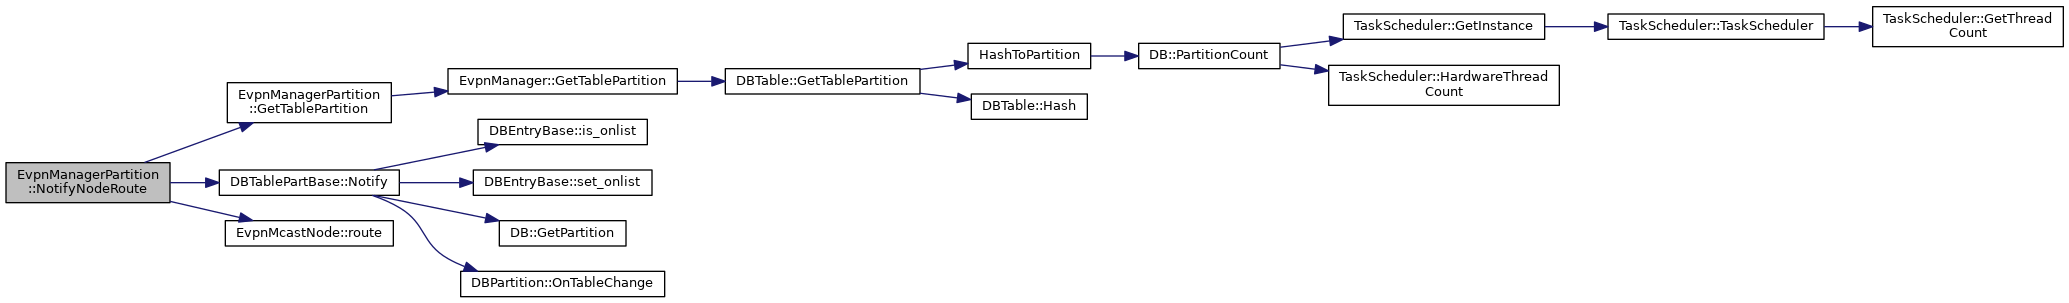 EvpnManagerPartition
::NotifyNodeRoute
EvpnManagerPartition
::GetTablePartition
EvpnManager::GetTablePartition
DBTable::GetTablePartition
HashToPartition
DB::PartitionCount
TaskScheduler::GetInstance
TaskScheduler::TaskScheduler
TaskScheduler::GetThread
Count
TaskScheduler::HardwareThread
Count
DBTable::Hash
DBTablePartBase::Notify
DBEntryBase::is_onlist
DBEntryBase::set_onlist
DB::GetPartition
DBPartition::OnTableChange
EvpnMcastNode::route